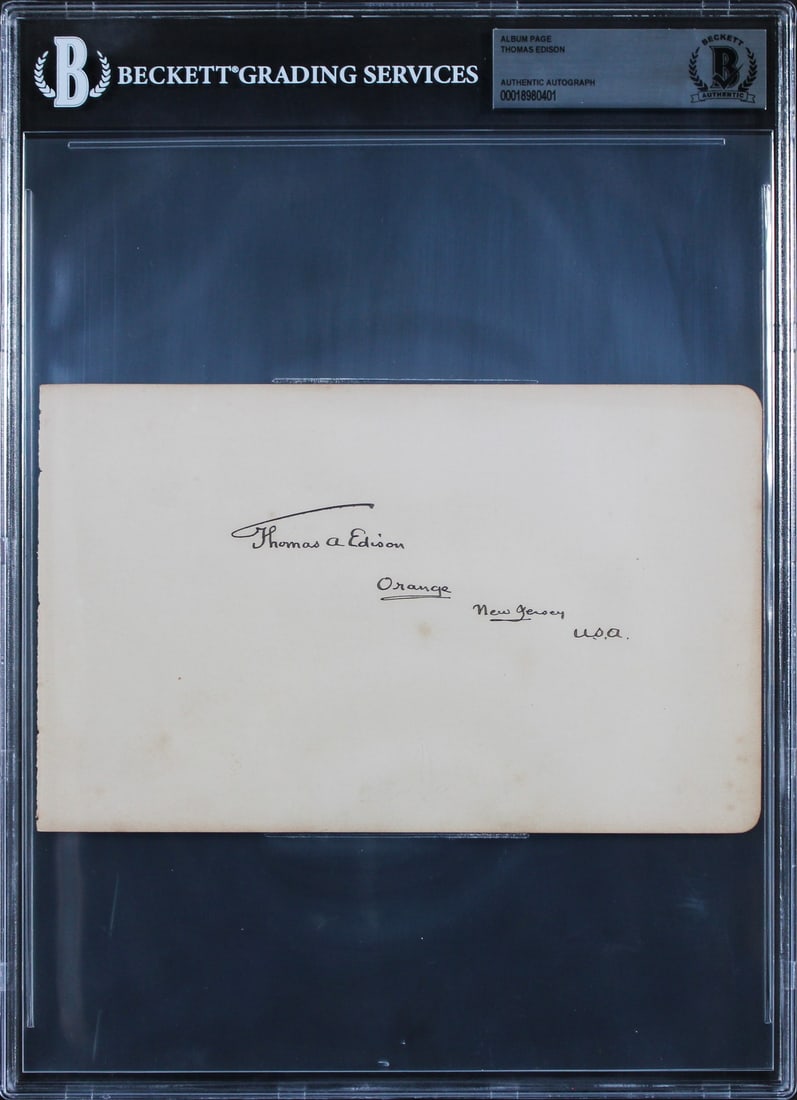 B BECKETT® GRADING SERVICES
ALBUM PAGE
THOMAS EDISON
AUTHENTIC AUTOGRAPH
00018980401
BECKETT
B
AUTHENTIC
Thomas A Edison
Orange
New Jersey
U.S.A.